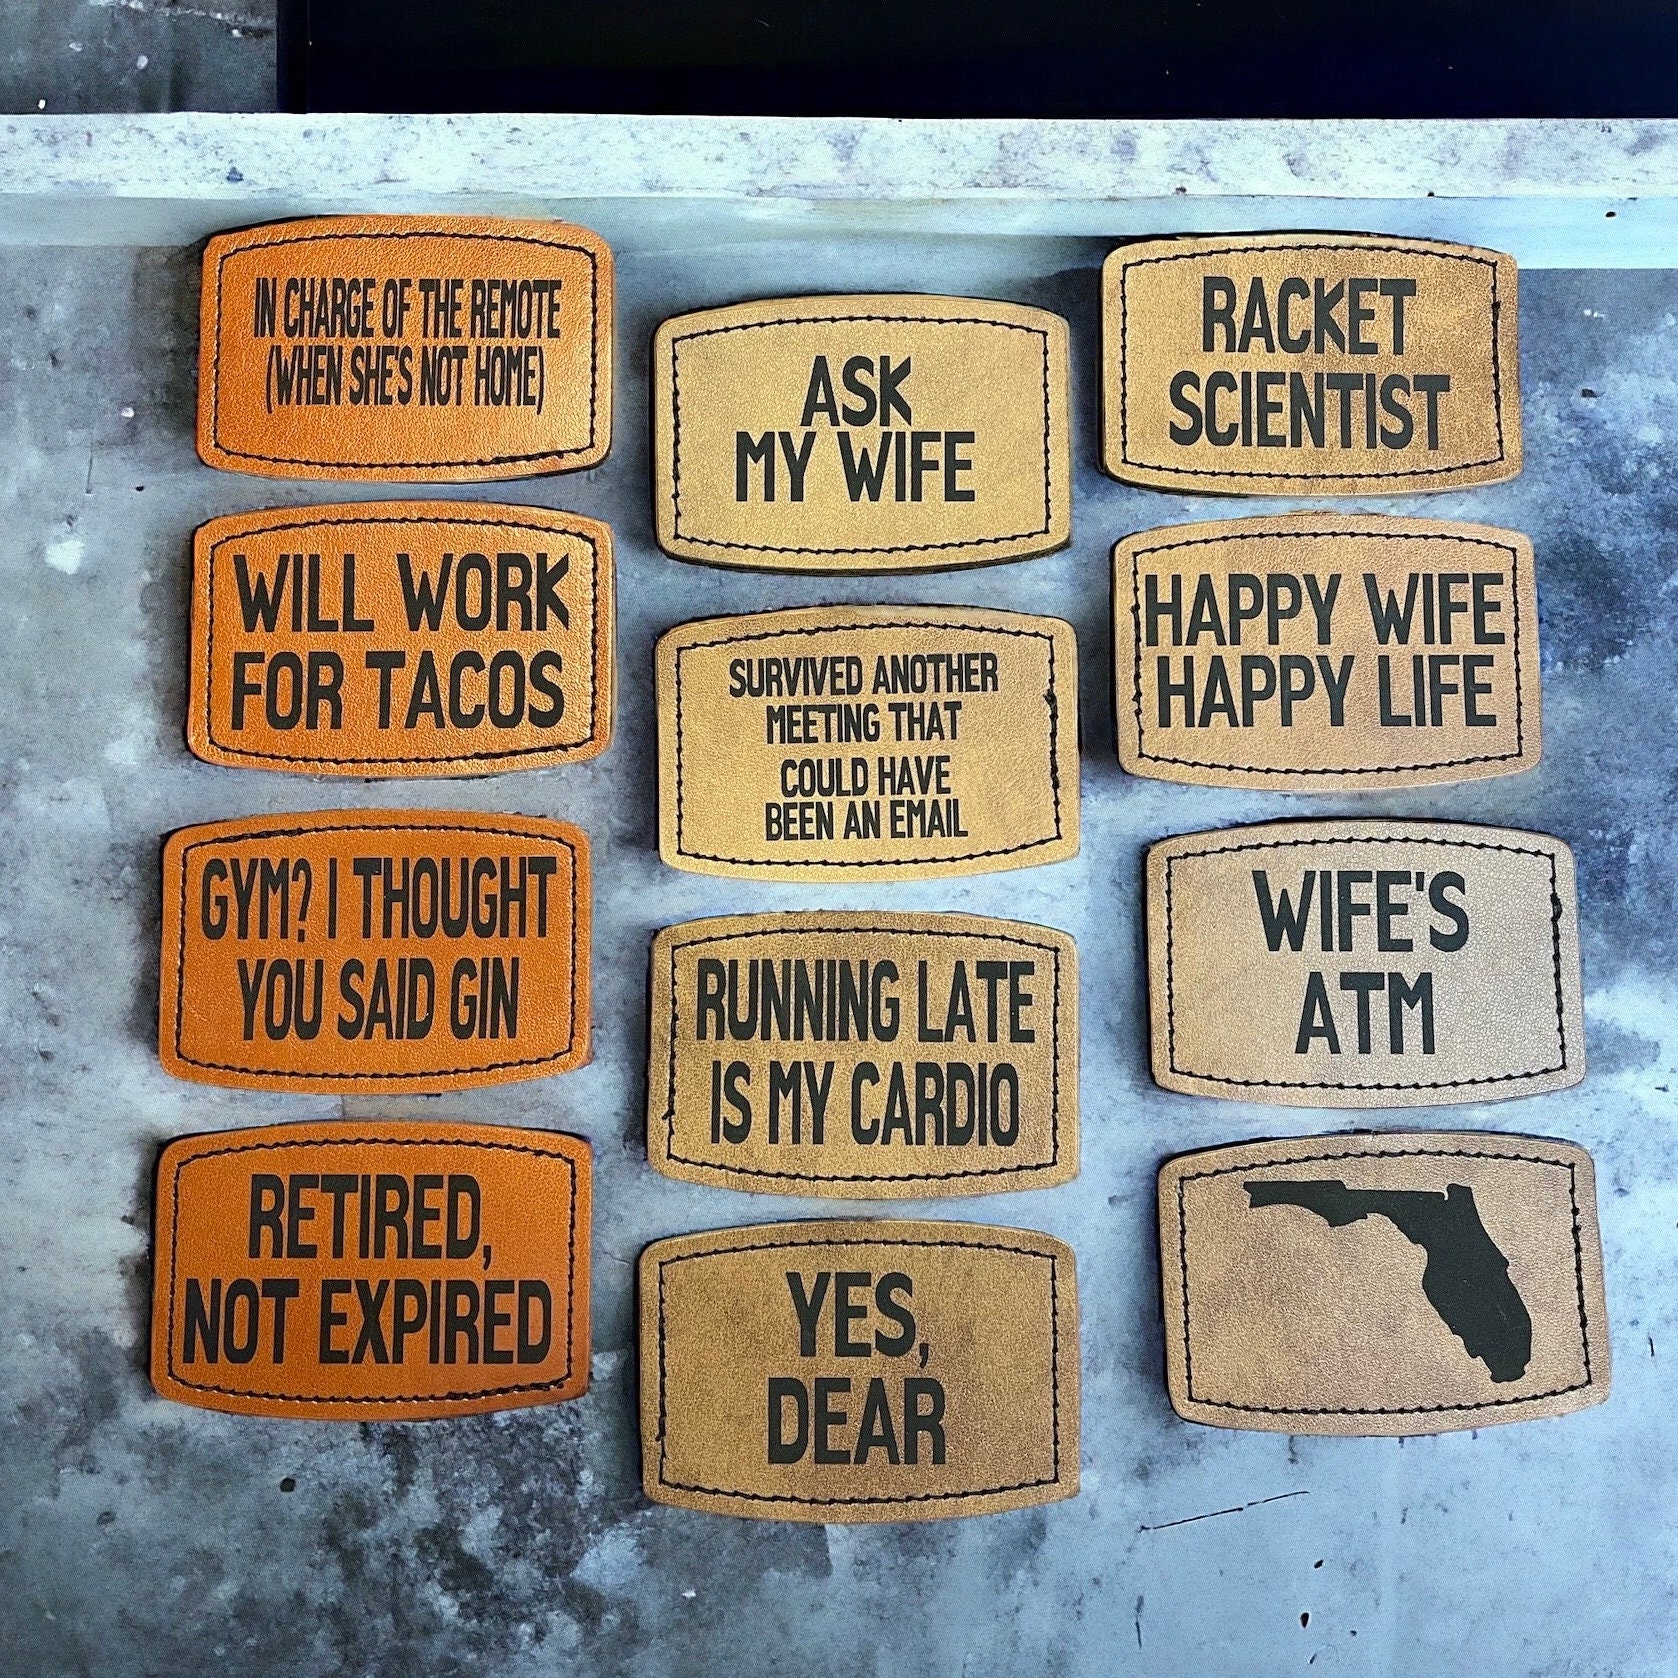 IN CHARGE OF THE REMOTE
(WHEN SHE'S NOT HOME)
WILL WORK
FOR TACOS
GYM? I THOUGHT
YOU SAID GIN
RETIRED,
NOT EXPIRED
ASK
MY WIFE
SURVIVED ANOTHER
MEETING THAT
COULD HAVE
BEEN AN EMAIL
RUNNING LATE
IS MY CARDIO
YES,
DEAR
RACKET
SCIENTIST
HAPPY WIFE
HAPPY LIFE
WIFE'S
ATM